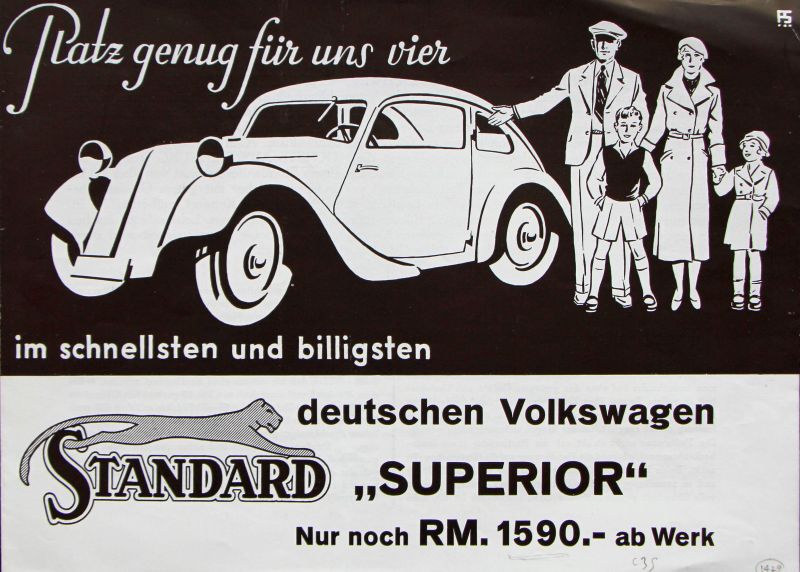 PS
Platz genug für uns vier
im schnellsten und billigsten
deutschen Volkswagen
STANDARD
„SUPERIOR“
Nur noch RM. 1590.- ab Werk